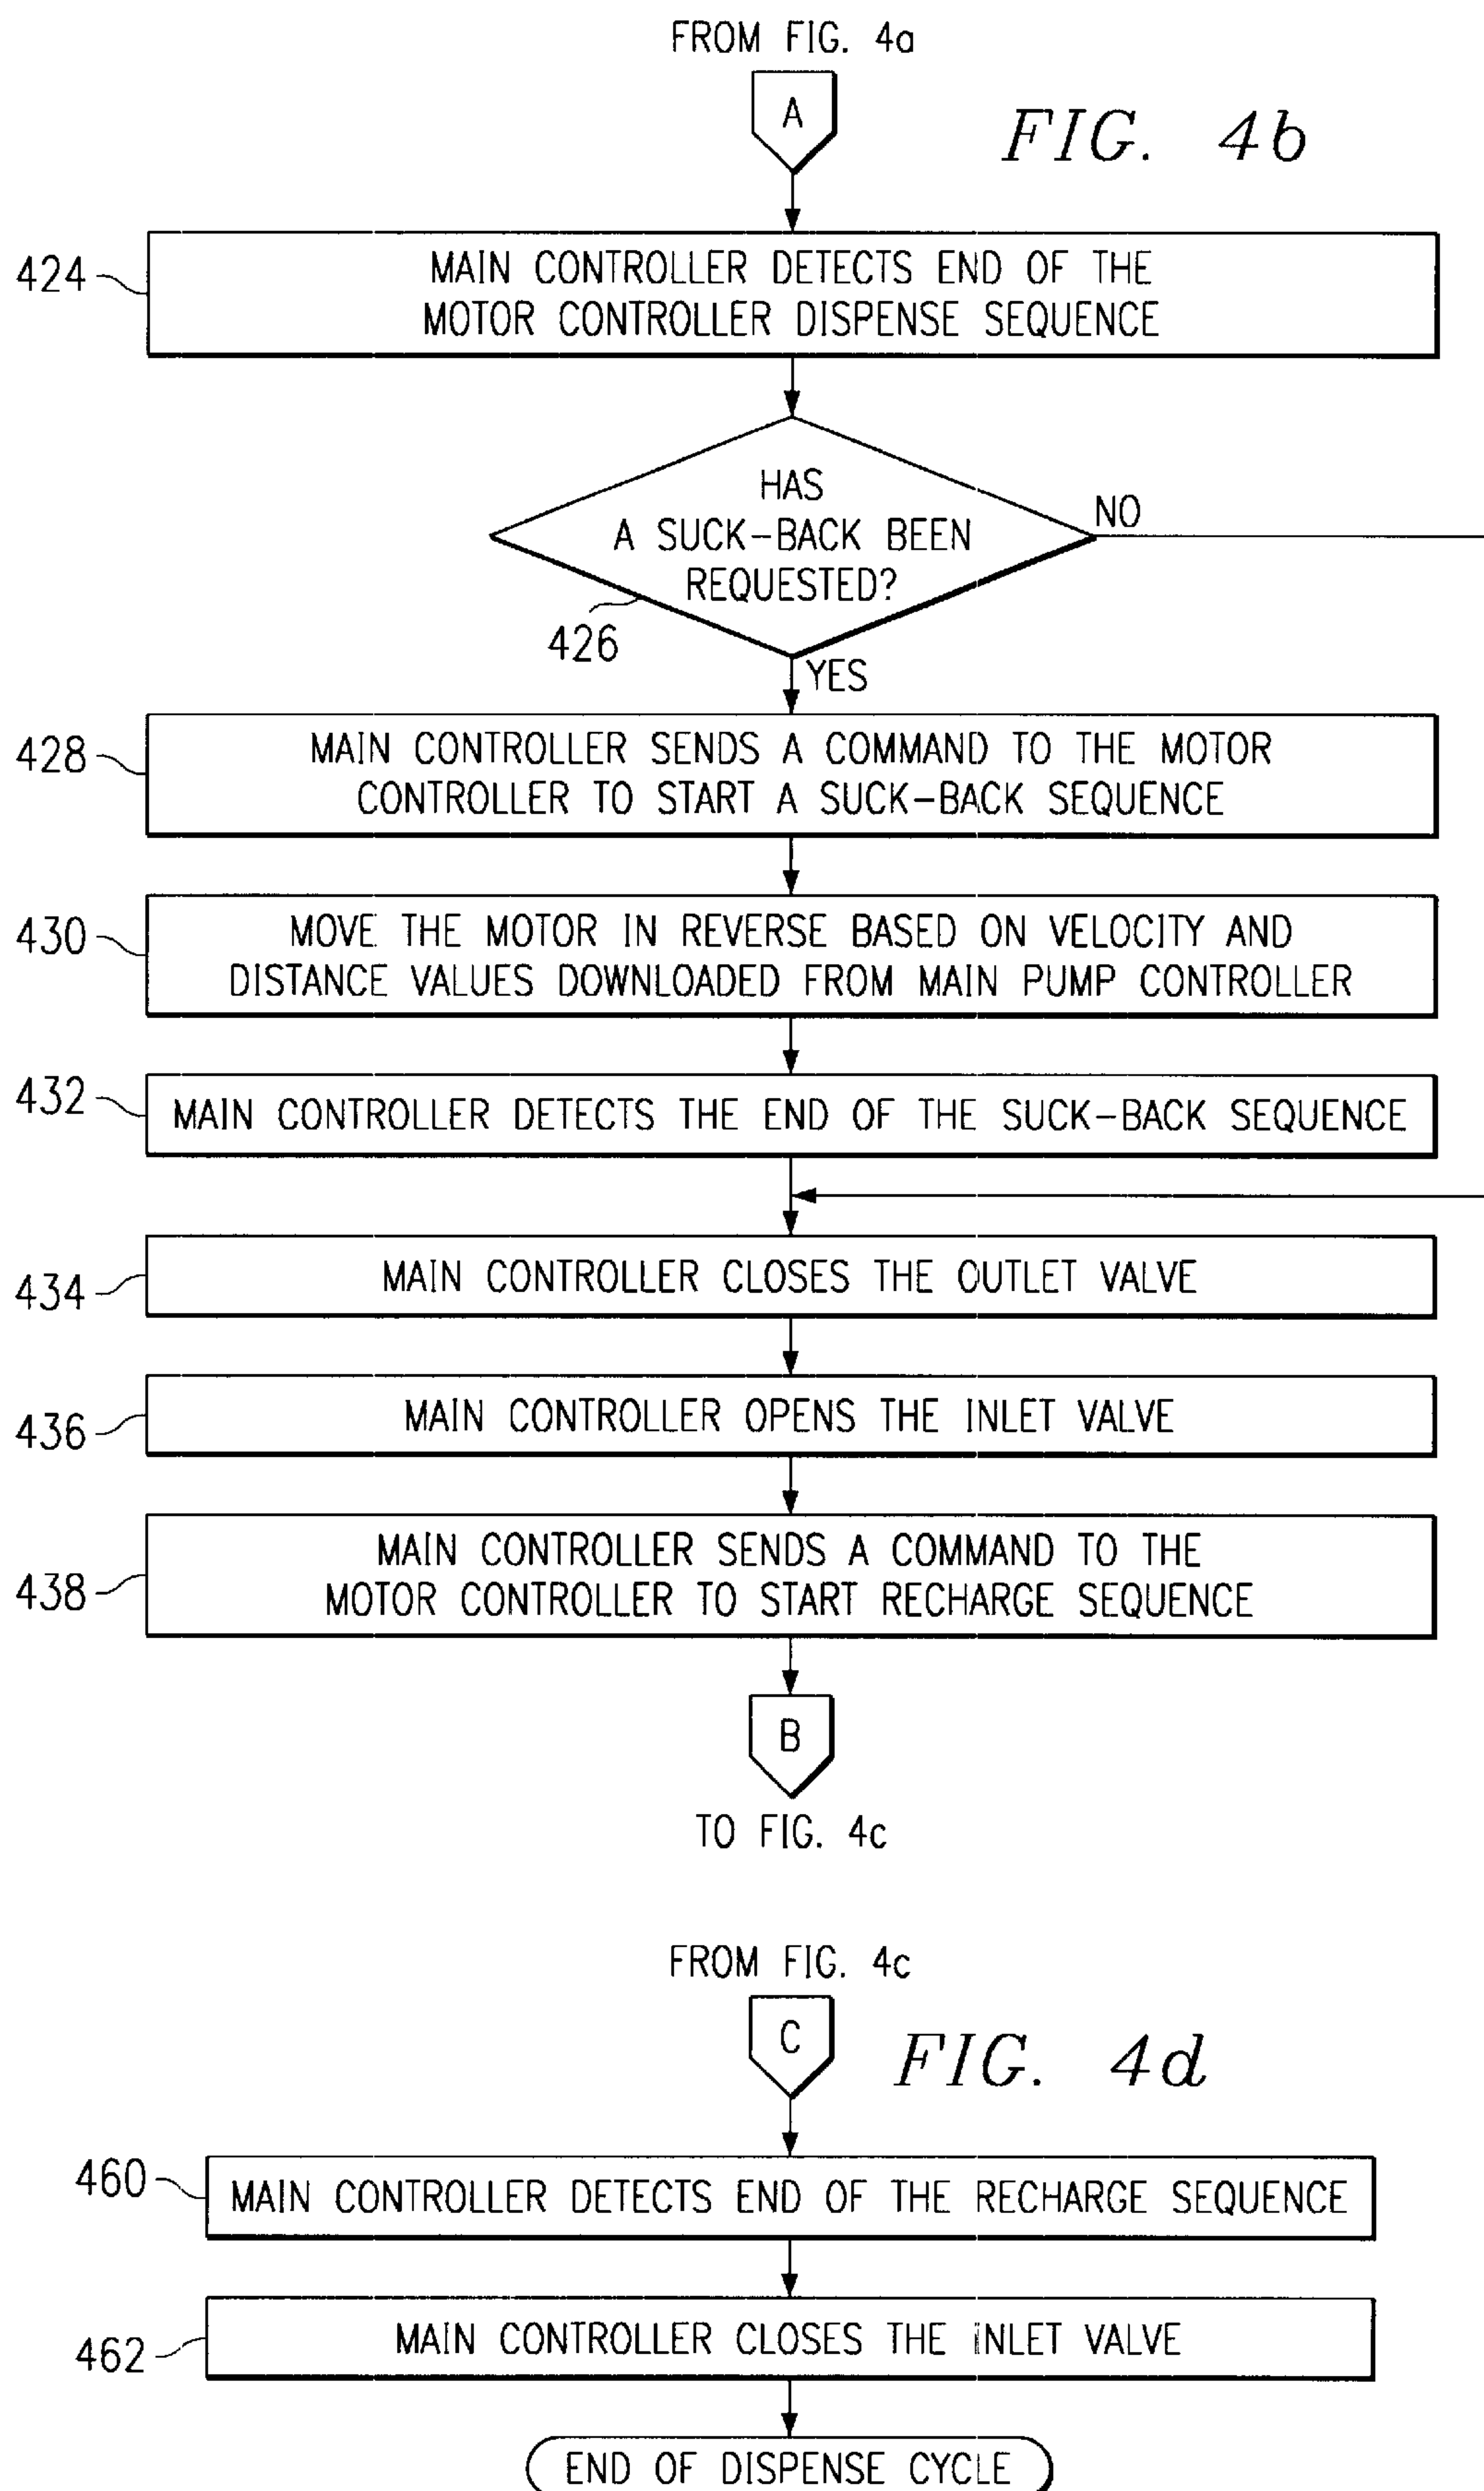 FROM FIG. 4a
A
FIG. 4b
424
MAIN CONTROLLER DETECTS END OF THE
MOTOR CONTROLLER DISPENSE SEQUENCE
HAS
A SUCK-BACK BEEN
REQUESTED?
NO
426
YES
428
MAIN CONTROLLER SENDS A COMMAND TO THE MOTOR
CONTROLLER TO START A SUCK-BACK SEQUENCE
430
MOVE THE MOTOR IN REVERSE BASED ON VELOCITY AND
DISTANCE VALUES DOWNLOADED FROM MAIN PUMP CONTROLLER
432
MAIN CONTROLLER DETECTS THE END OF THE SUCK-BACK SEQUENCE
434
MAIN CONTROLLER CLOSES THE OUTLET VALVE
436
MAIN CONTROLLER OPENS THE INLET VALVE
438
MAIN CONTROLLER SENDS A COMMAND TO THE
MOTOR CONTROLLER TO START RECHARGE SEQUENCE
B
TO FIG. 4c
FROM FIG. 4c
C
FIG. 4d
460
MAIN CONTROLLER DETECTS END OF THE RECHARGE SEQUENCE
462
MAIN CONTROLLER CLOSES THE INLET VALVE
END OF DISPENSE CYCLE